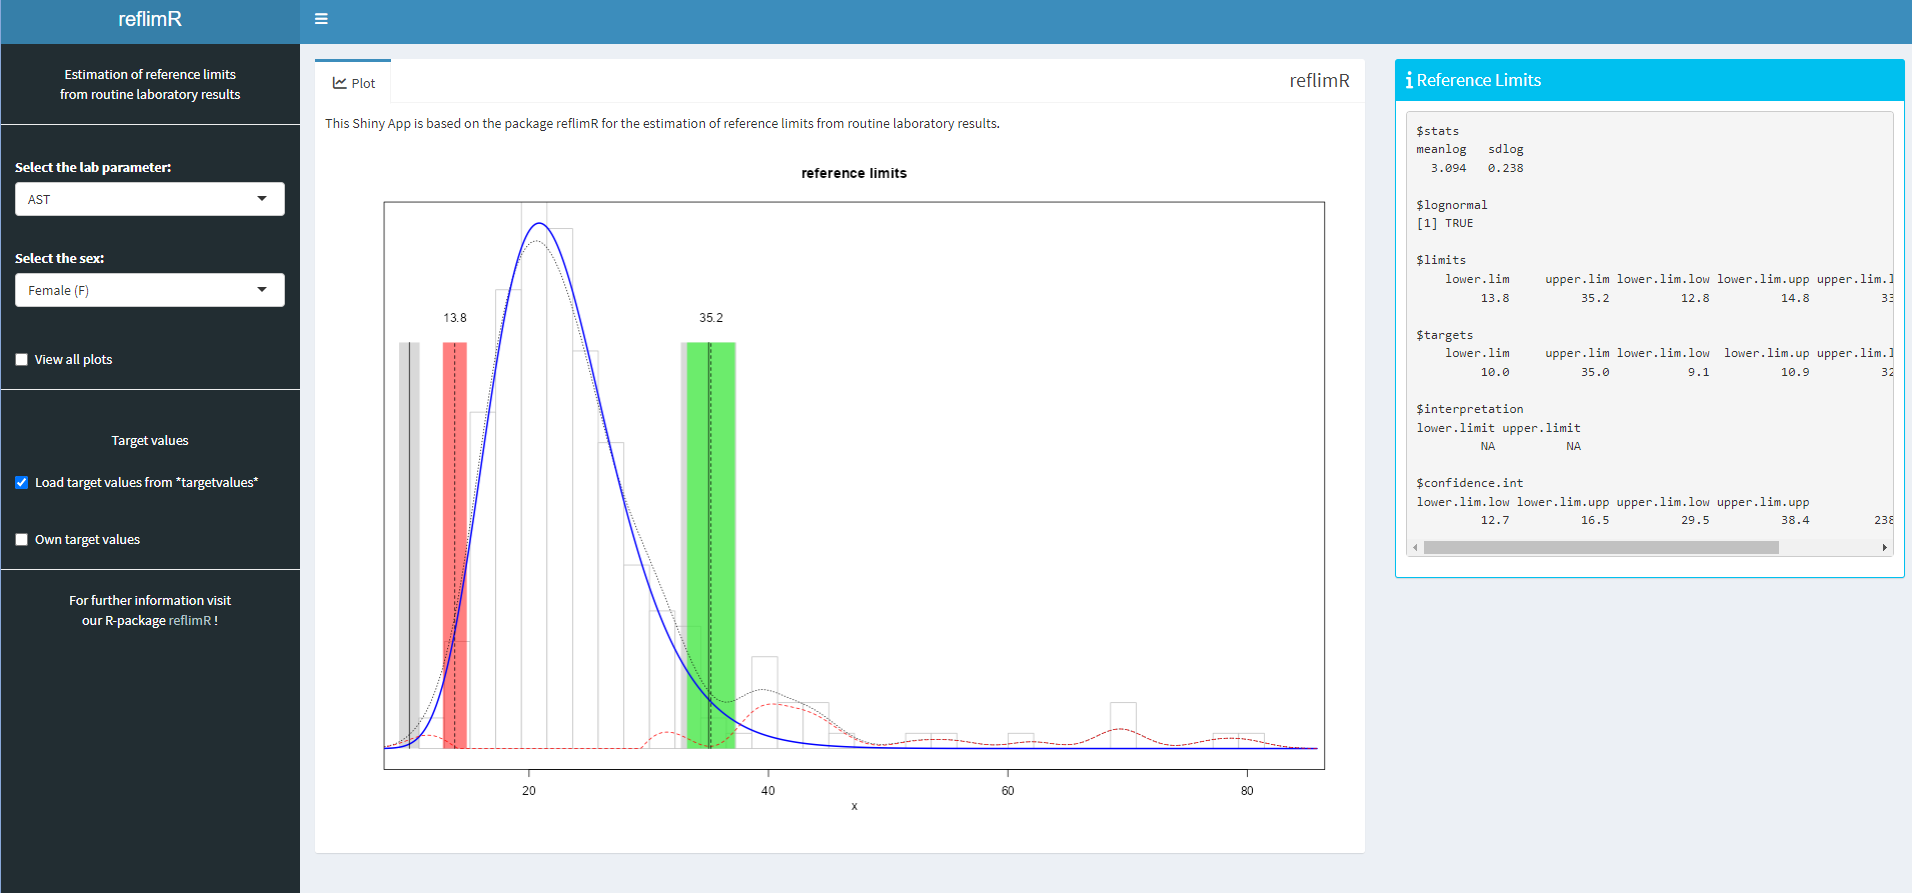 reflimR
Estimation of reference limits
from routine laboratory results
Select the lab parameter:
AST
Select the sex:
Female (F)
View all plots
Target values
Load target values from *targetvalues*
Own target values
For further information visit
our R-package reflimR !
Plot
reflimR
This Shiny App is based on the package reflimR for the estimation of reference limits from routine laboratory results.
reference limits
13.8
35.2
20
40
60
80
x
Reference Limits
$stats
meanlog sdlog
3.094 0.238
$lognormal
[1] TRUE
$limits
lower.lim upper.lim lower.lim.low lower.lim.upp upper.lim.l
13.8 35.2 12.8 14.8 33
$targets
lower.lim upper.lim lower.lim.low lower.lim.up upper.lim.l
10.0 35.0 9.1 10.9 32
$interpretation
lower.limit upper.limit
NA NA
$confidence.int
lower.lim.low lower.lim.upp upper.lim.low upper.lim.upp
12.7 16.5 29.5 38.4 238